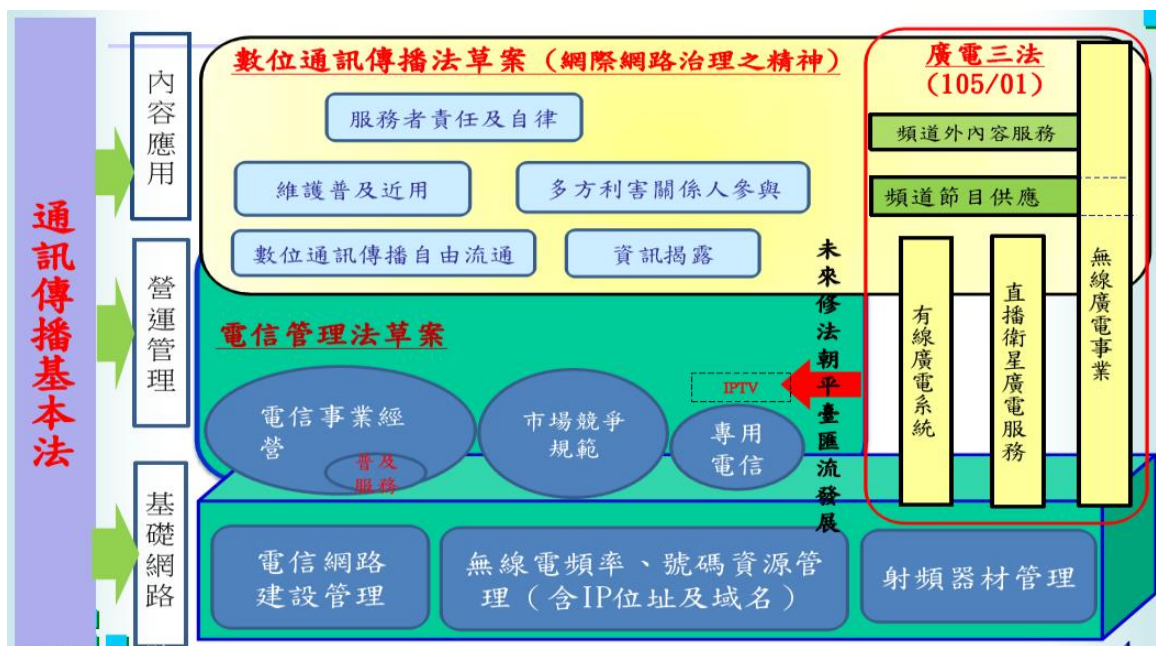 通訊傳播基本法
內容應用
營運管理
基礎網路
數位通訊傳播法草案（網際網路治理之精神）
服務者責任及自律
維護普及近用
多方利害關係人參與
數位通訊傳播自由流通
資訊揭露
電信管理法草案
電信事業經
營
普及
服務
市場競爭
規範
專用
電信
IPTV
未來修法朝平臺匯流發展
廣電三法
(105/01)
頻道外內容服務
頻道節目供應
有線廣電系統
直播衛星廣電服務
無線廣電事業
電信網路
建設管理
無線電頻率、號碼資源管
理（含IP位址及域名）
射頻器材管理